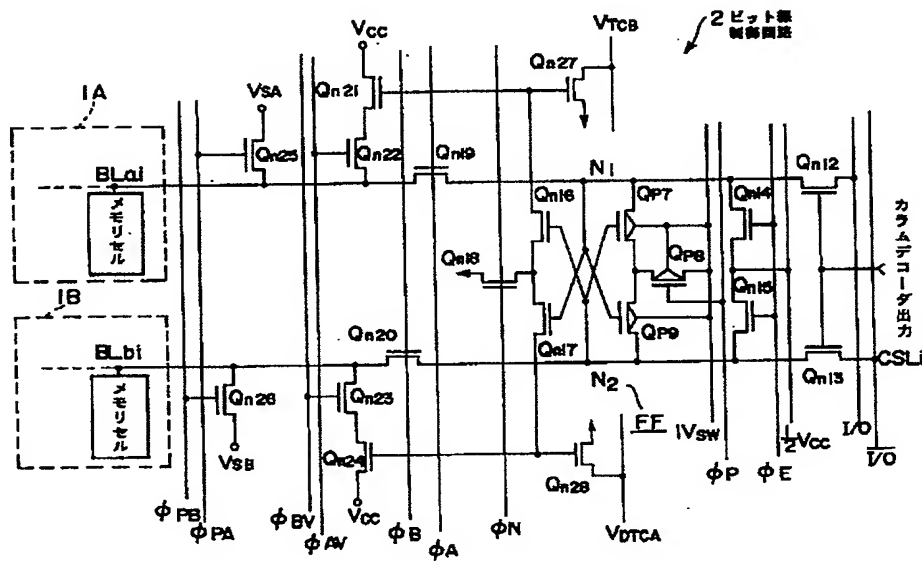 2 ビット線
制御回路
VCC
VTCB
1A
VSA
Qn21
Qn27
Qn25
Qn22
Qn19
BLai
メモリセル
N1
Qn12
Qn16
QP7
Qn14
Qn18
QP8
カラムデコーダ出力
1B
Qn15
Qn20
Qn17
QP9
BLbi
メモリセル
CSLi
Qn13
N2
Qn26
Qn23
FF
VSW
I/O
1/2VCC
I/O
VSB
Qn24
Qn28
φP
φE
φPB
φPA
φBV
φAV
VCC
φB
φA
φN
VDTCA